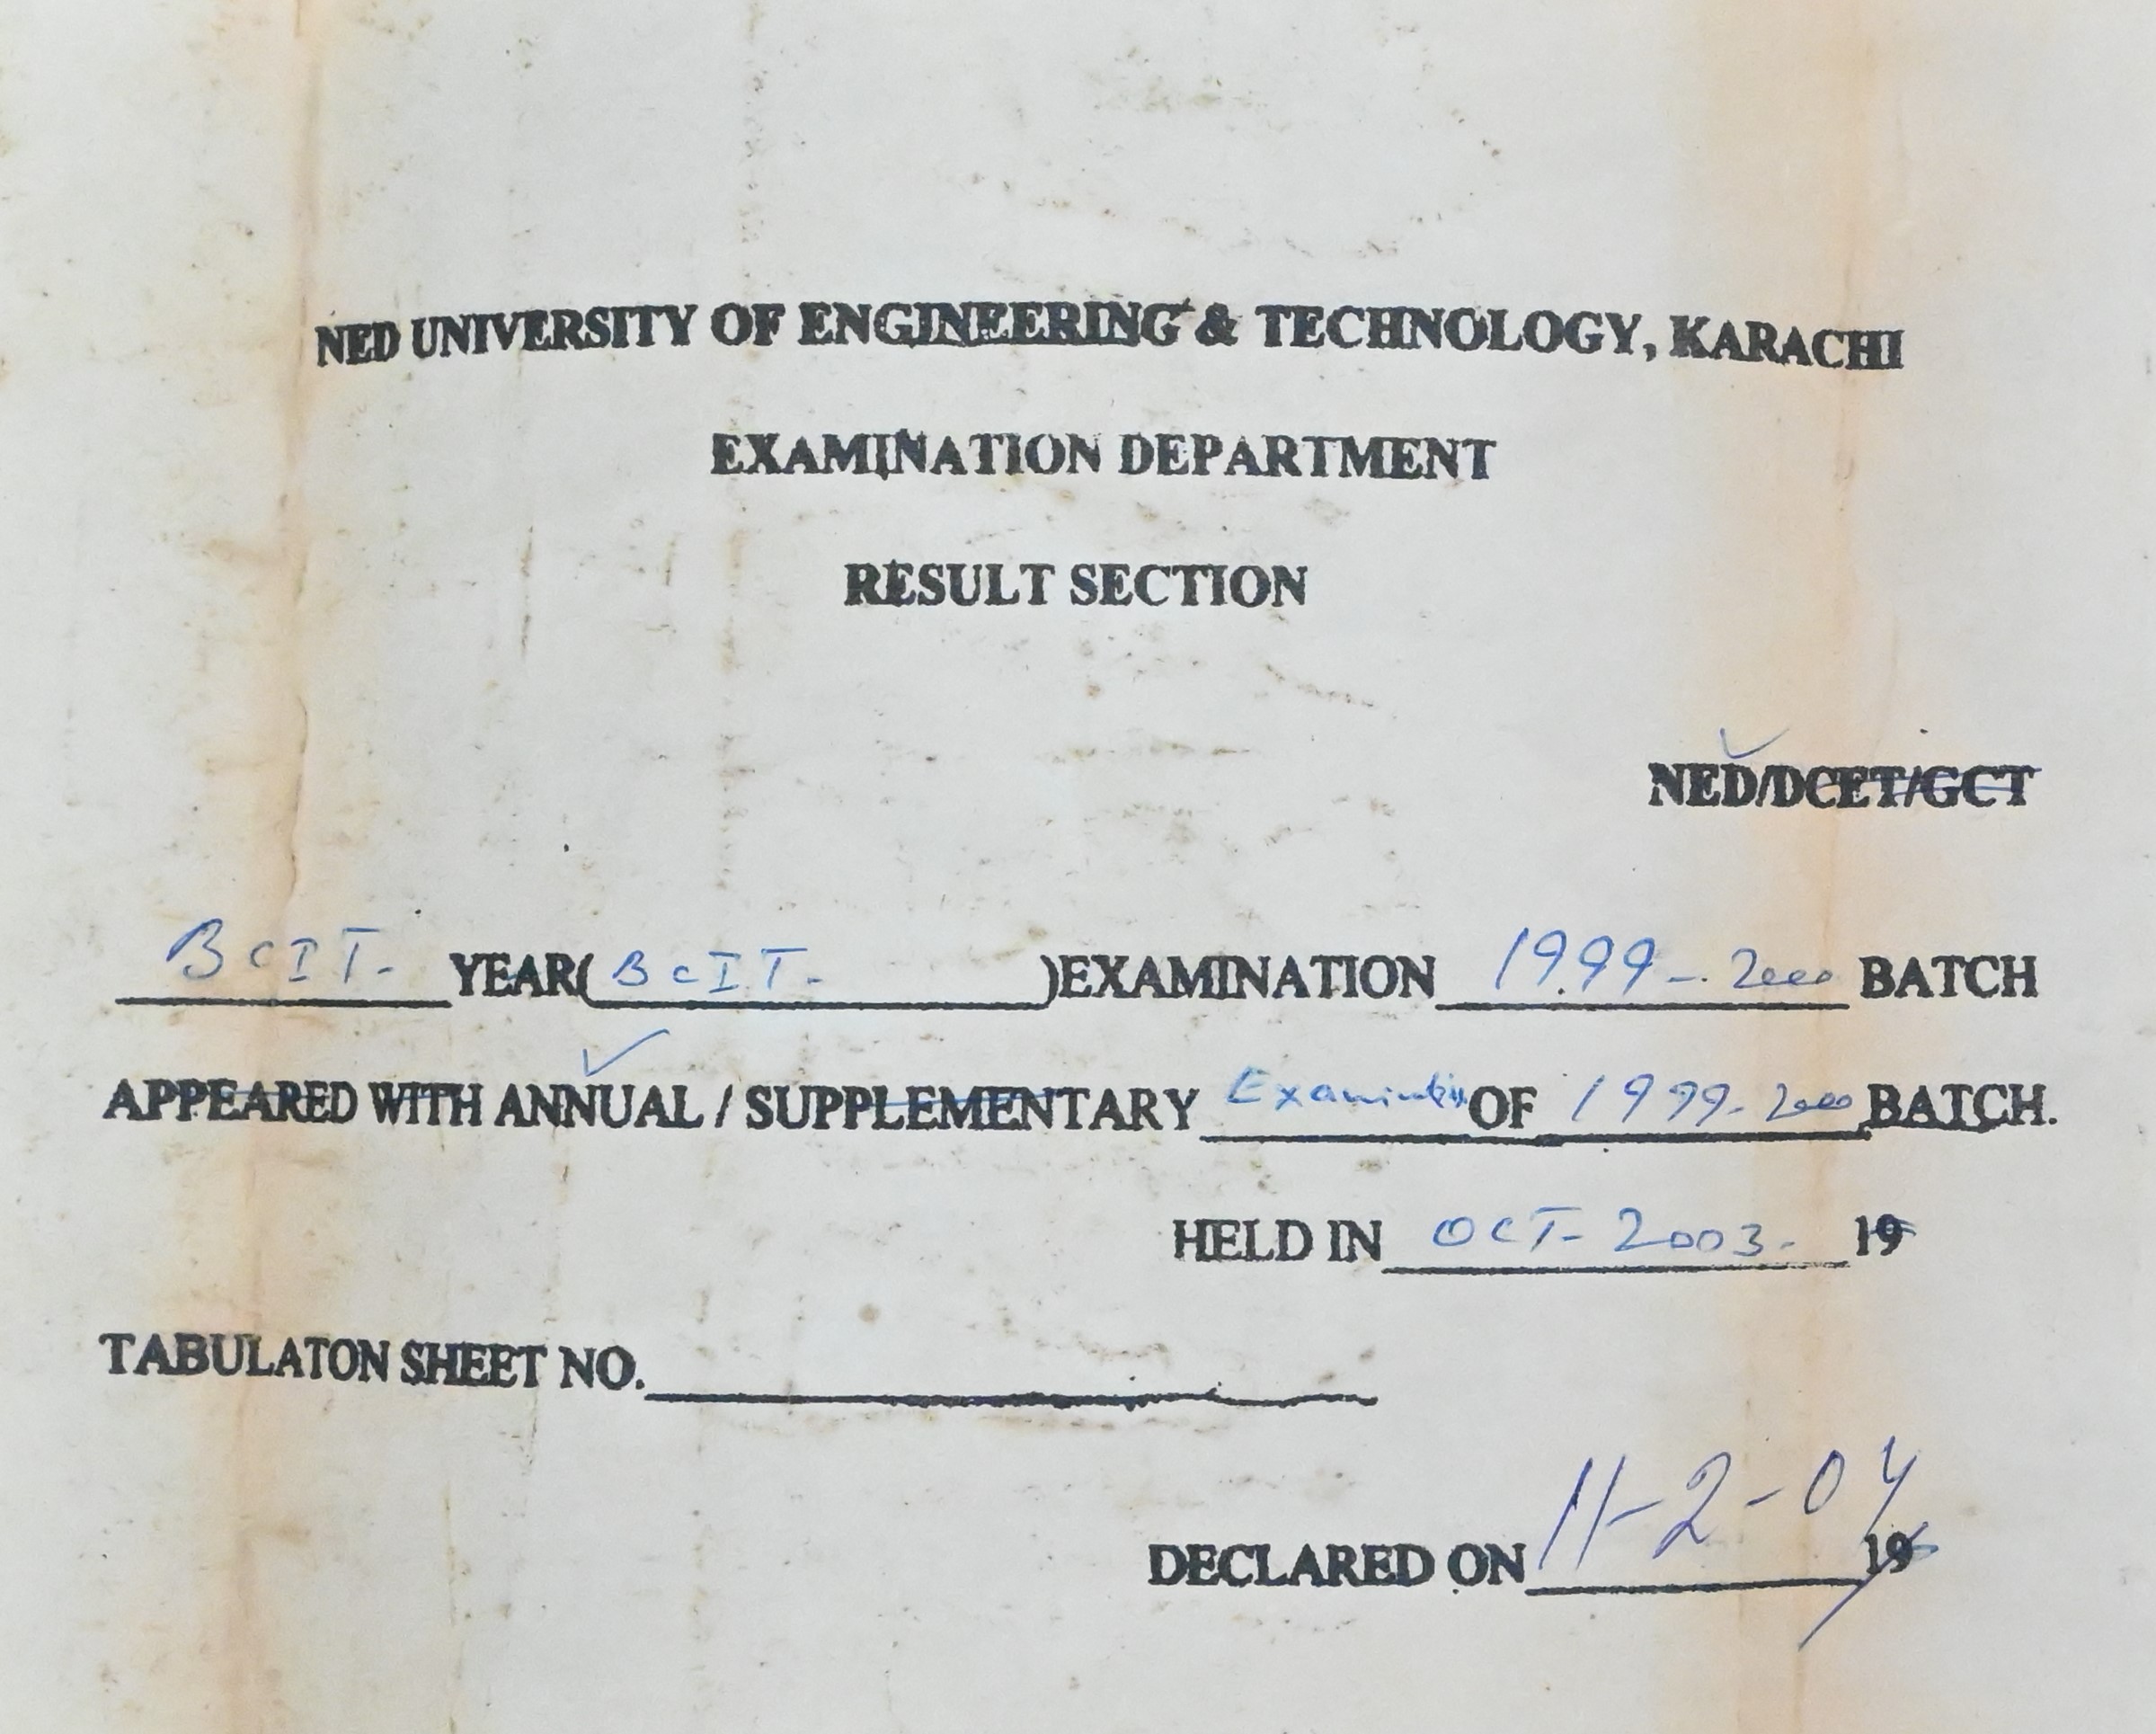 NED UNIVERSITY OF ENGINEERING & TECHNOLOGY, KARACHI
EXAMINATION DEPARTMENT
RESULT SECTION
NED/DCET/GCT
BCIT. YEAR( BCIT. )EXAMINATION 1999-2000 BATCH
APPEARED WITH ANNUAL / SUPPLEMENTARY Examination OF 1999-2000 BATCH.
HELD IN OCT-2003. 19
TABULATON SHEET NO.
DECLARED ON 11-2-04 19